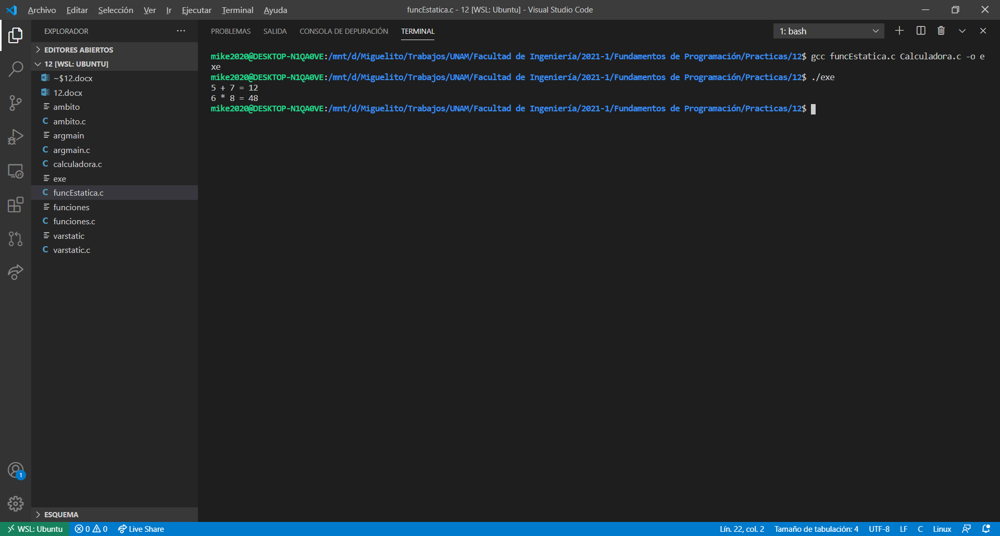 Archivo Editar Selección Ver Ir Ejecutar Terminal Ayuda
funcEstatica.c - 12 [WSL: Ubuntu] - Visual Studio Code
EXPLORADOR
EDITORES ABIERTOS
12 [WSL: UBUNTU]
~$12.docx
12.docx
ambito
ambito.c
argmain
argmain.c
calculadora.c
exe
funcEstatica.c
funciones
funciones.c
varstatic
varstatic.c
ESQUEMA
PROBLEMAS SALIDA CONSOLA DE DEPURACIÓN TERMINAL
1: bash
mike2020@DESKTOP-N1QA0VE:/mnt/d/Miguelito/Trabajos/UNAM/Facultad de Ingeniería/2021-1/Fundamentos de Programación/Practicas/12$ gcc funcEstatica.c Calculadora.c -o e
xe
mike2020@DESKTOP-N1QA0VE:/mnt/d/Miguelito/Trabajos/UNAM/Facultad de Ingeniería/2021-1/Fundamentos de Programación/Practicas/12$ ./exe
5 + 7 = 12
6 * 8 = 48
mike2020@DESKTOP-N1QA0VE:/mnt/d/Miguelito/Trabajos/UNAM/Facultad de Ingeniería/2021-1/Fundamentos de Programación/Practicas/12$
1
WSL: Ubuntu 0 0 Live Share
Lín. 22, col. 2 Tamaño de tabulación: 4 UTF-8 LF C Linux